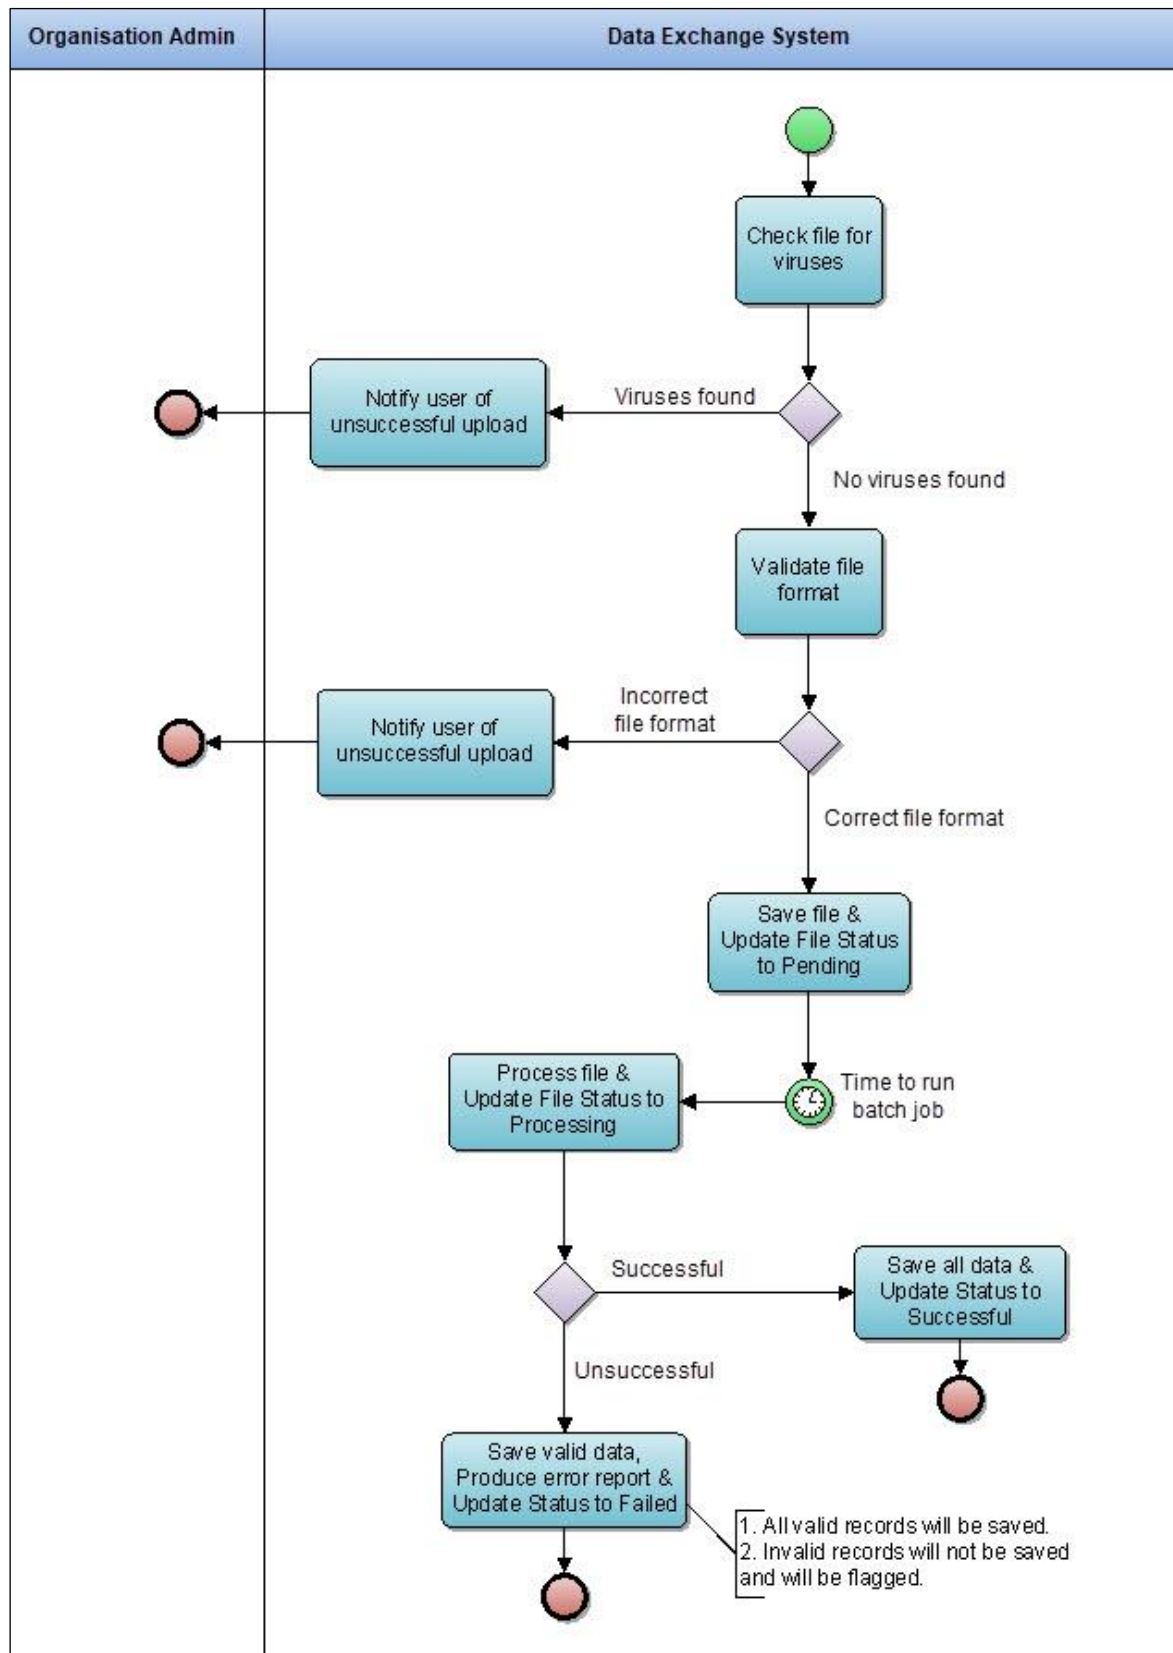 Organisation Admin
Data Exchange System
Check file for
viruses
Viruses found
Notify user of
unsuccessful upload
No viruses found
Validate file
format
Incorrect
file format
Notify user of
unsuccessful upload
Correct file format
Save file &
Update File Status
to Pending
Time to run
batch job
Process file &
Update File Status to
Processing
Successful
Save all data &
Update Status to
Successful
Unsuccessful
Save valid data,
Produce error report &
Update Status to Failed
1. All valid records will be saved.
2. Invalid records will not be saved
and will be flagged.